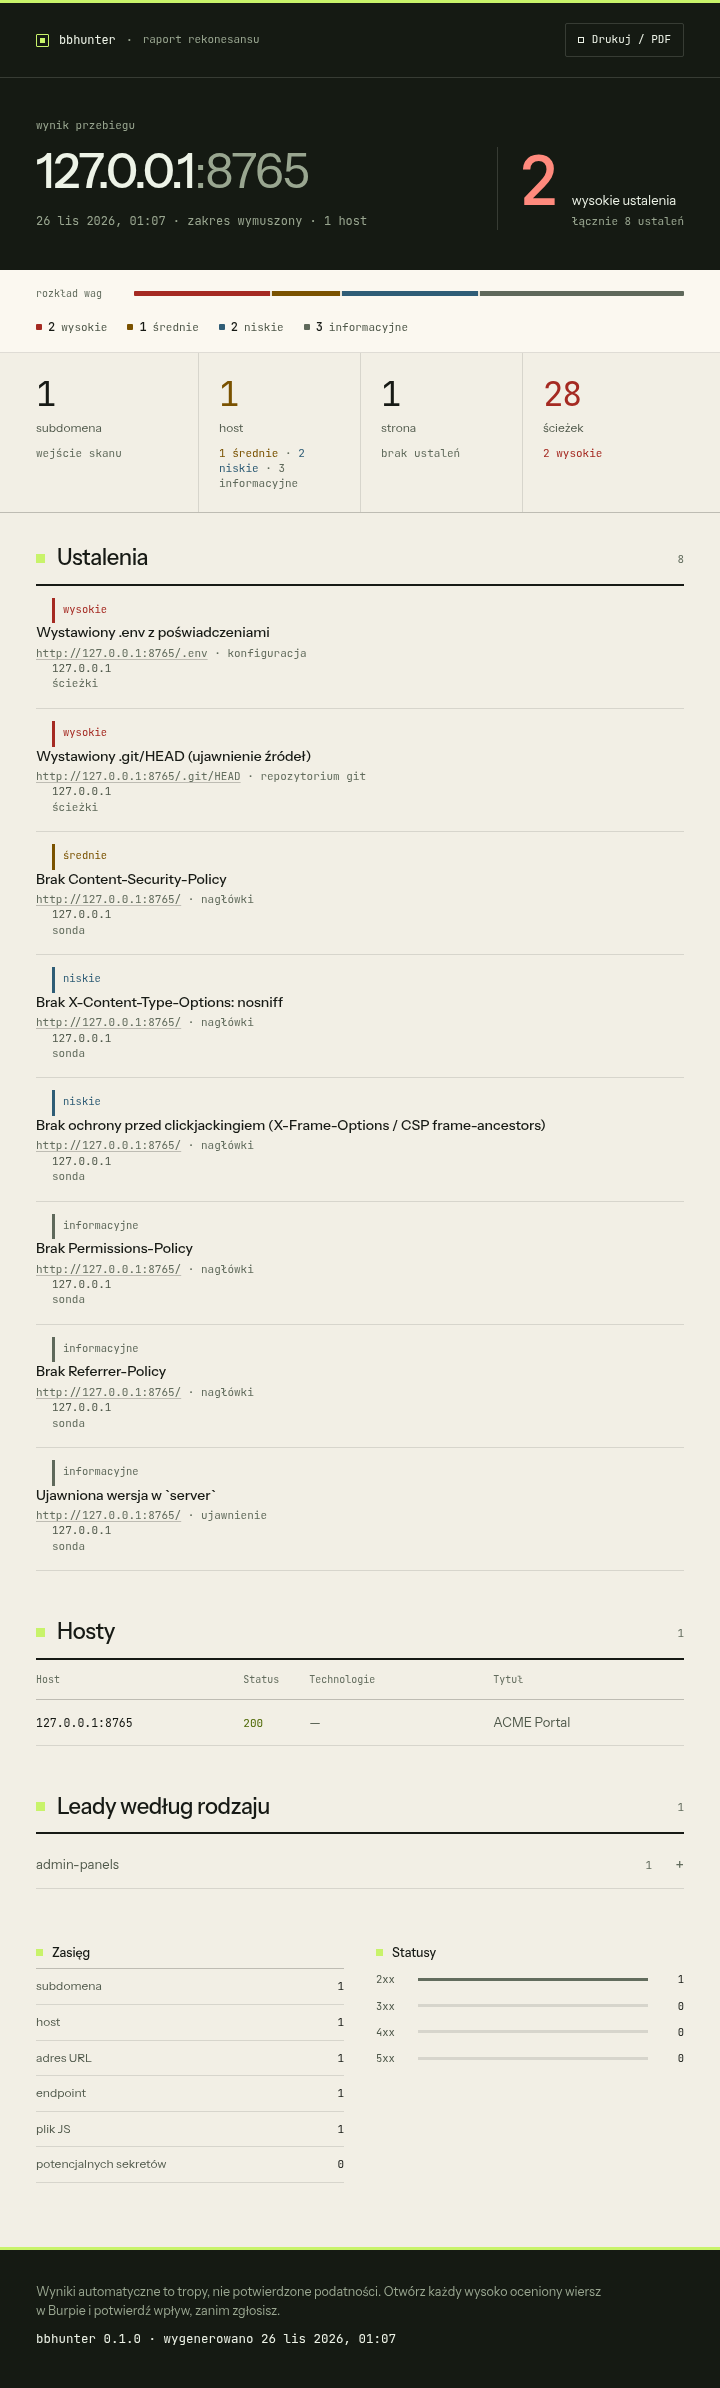 bbhunter · raport rekonesansu
Drukuj / PDF
wynik przebiegu
127.0.0.1:8765
26 lis 2026, 01:07 · zakres wymuszony · 1 host
2 wysokie ustalenia
łącznie 8 ustaleń
rozkład wag
2 wysokie 1 średnie 2 niskie 3 informacyjne
1
subdomena
wejście skanu
1
host
1 średnie · 2
niskie · 3
informacyjne
1
strona
brak ustaleń
28
ścieżek
2 wysokie
Ustalenia 8
wysokie
Wystawiony .env z poświadczeniami
http://127.0.0.1:8765/.env · konfiguracja
127.0.0.1
ścieżki
wysokie
Wystawiony .git/HEAD (ujawnienie źródeł)
http://127.0.0.1:8765/.git/HEAD · repozytorium git
127.0.0.1
ścieżki
średnie
Brak Content-Security-Policy
http://127.0.0.1:8765/ · nagłówki
127.0.0.1
sonda
niskie
Brak X-Content-Type-Options: nosniff
http://127.0.0.1:8765/ · nagłówki
127.0.0.1
sonda
niskie
Brak ochrony przed clickjackingiem (X-Frame-Options / CSP frame-ancestors)
http://127.0.0.1:8765/ · nagłówki
127.0.0.1
sonda
informacyjne
Brak Permissions-Policy
http://127.0.0.1:8765/ · nagłówki
127.0.0.1
sonda
informacyjne
Brak Referrer-Policy
http://127.0.0.1:8765/ · nagłówki
127.0.0.1
sonda
informacyjne
Ujawniona wersja w `server`
http://127.0.0.1:8765/ · ujawnienie
127.0.0.1
sonda
Hosty 1
Host Status Technologie Tytuł
127.0.0.1:8765 200 — ACME Portal
Leady według rodzaju 1
admin-panels 1 +
Zasięg
subdomena 1
host 1
adres URL 1
endpoint 1
plik JS 1
potencjalnych sekretów 0
Statusy
2xx 1
3xx 0
4xx 0
5xx 0
Wyniki automatyczne to tropy, nie potwierdzone podatności. Otwórz każdy wysoko oceniony wiersz
w Burpie i potwierdź wpływ, zanim zgłosisz.
bbhunter 0.1.0 · wygenerowano 26 lis 2026, 01:07